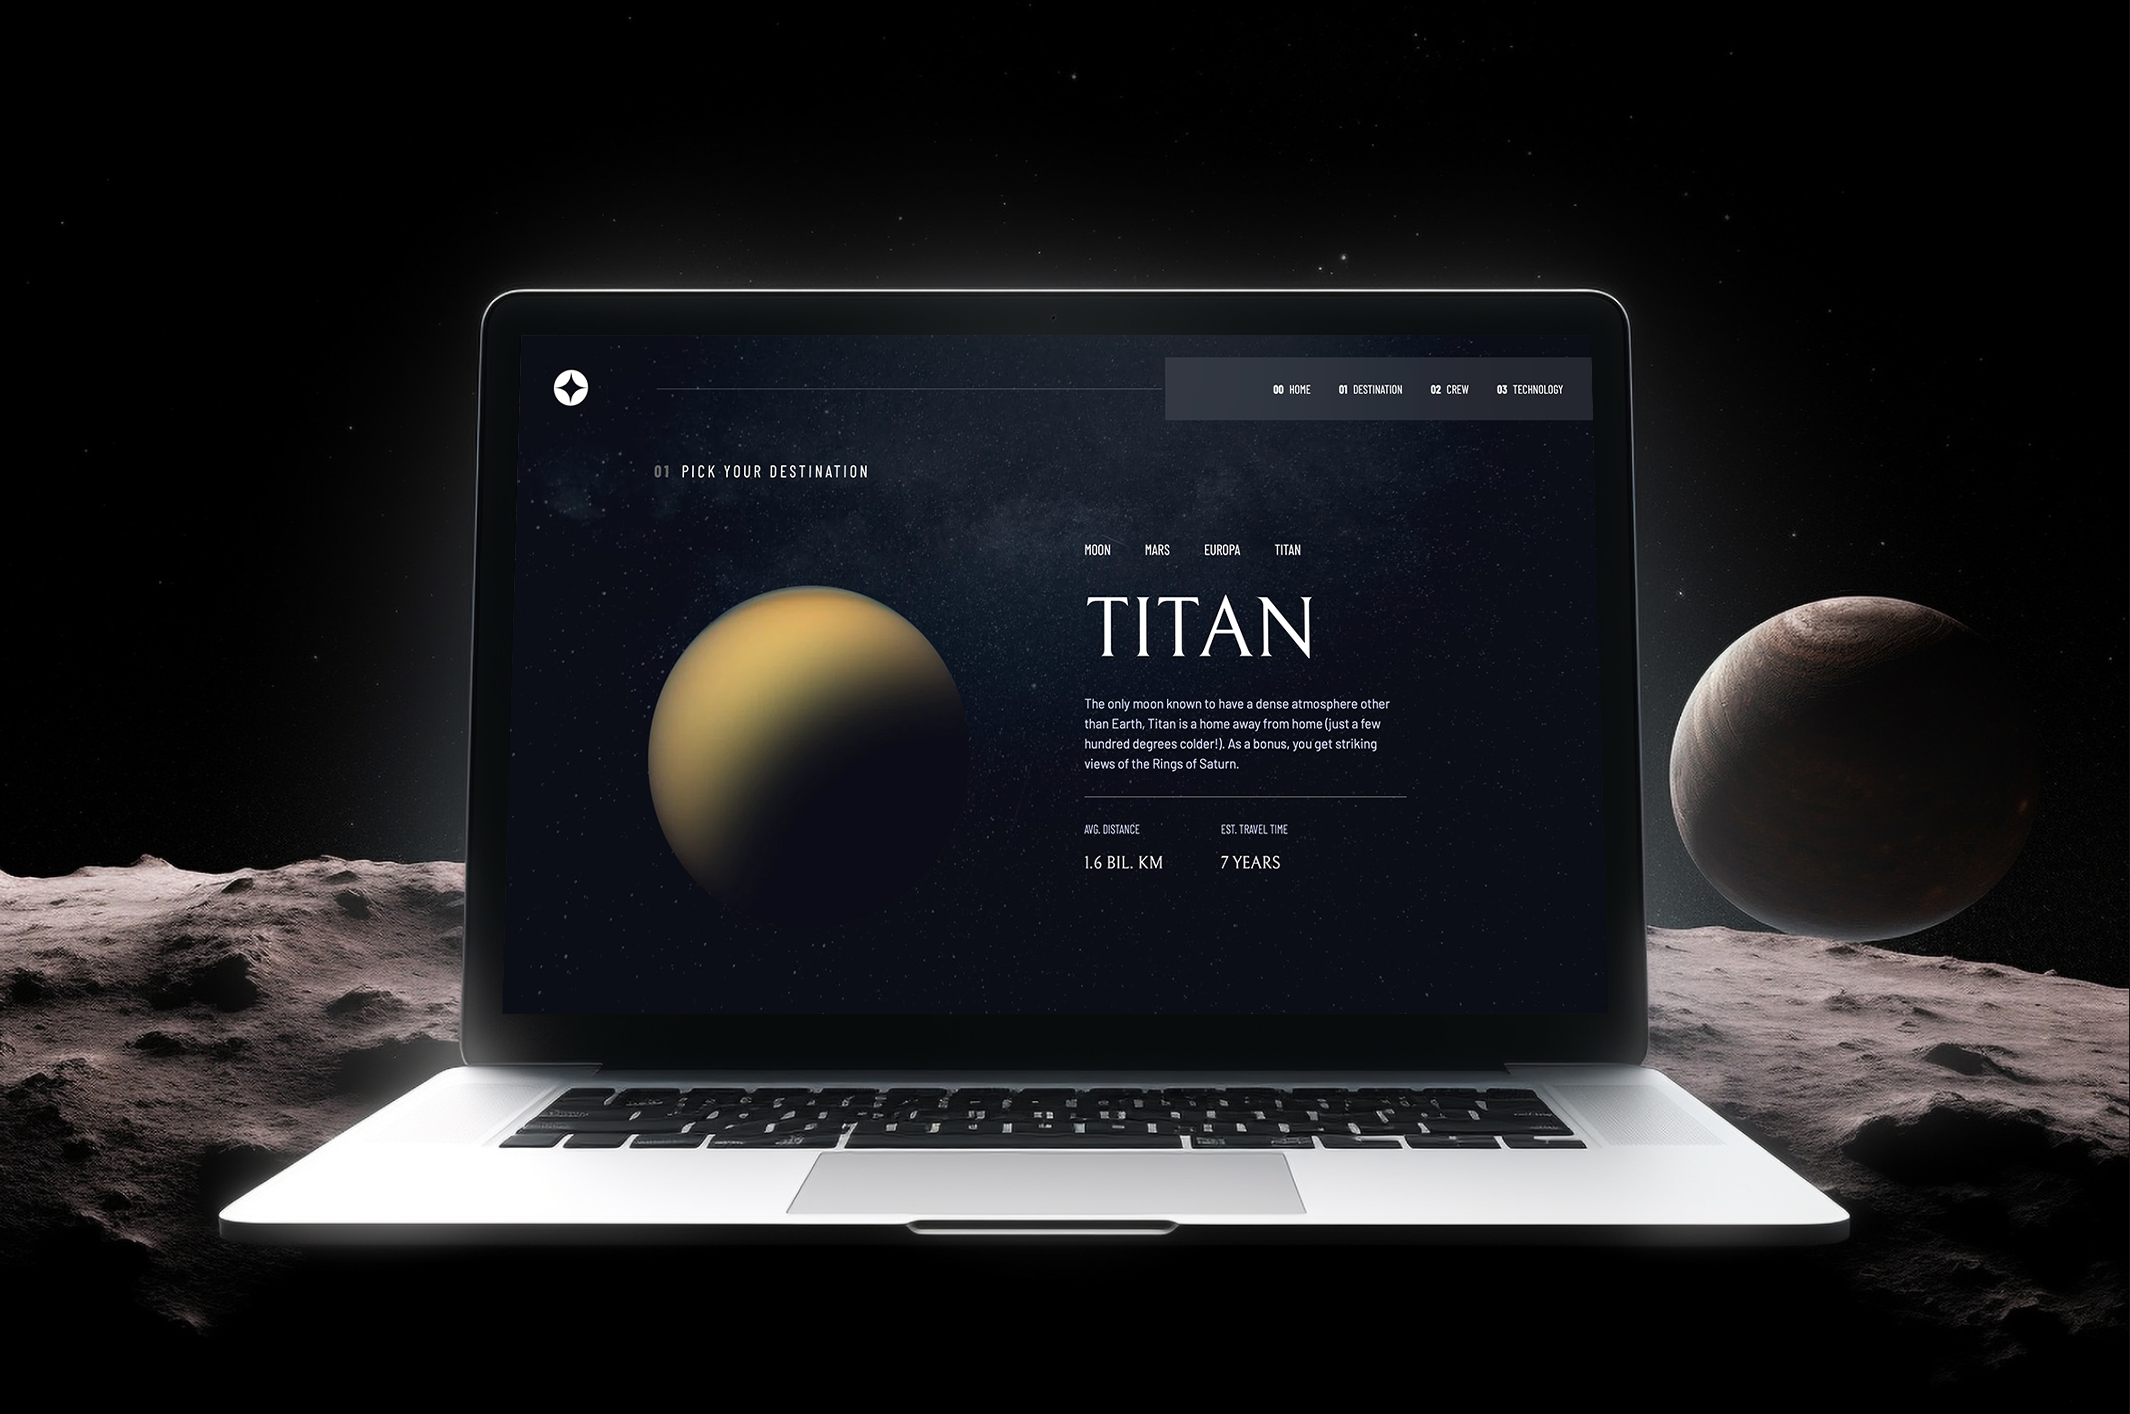 00 HOME 01 DESTINATION 02 CREW 03 TECHNOLOGY
01 PICK YOUR DESTINATION
MOON MARS EUROPA TITAN
TITAN
The only moon known to have a dense atmosphere other
than Earth, Titan is a home away from home (just a few
hundred degrees colder!). As a bonus, you get striking
views of the Rings of Saturn.
AVG. DISTANCE EST. TRAVEL TIME
1.6 BIL. KM 7 YEARS